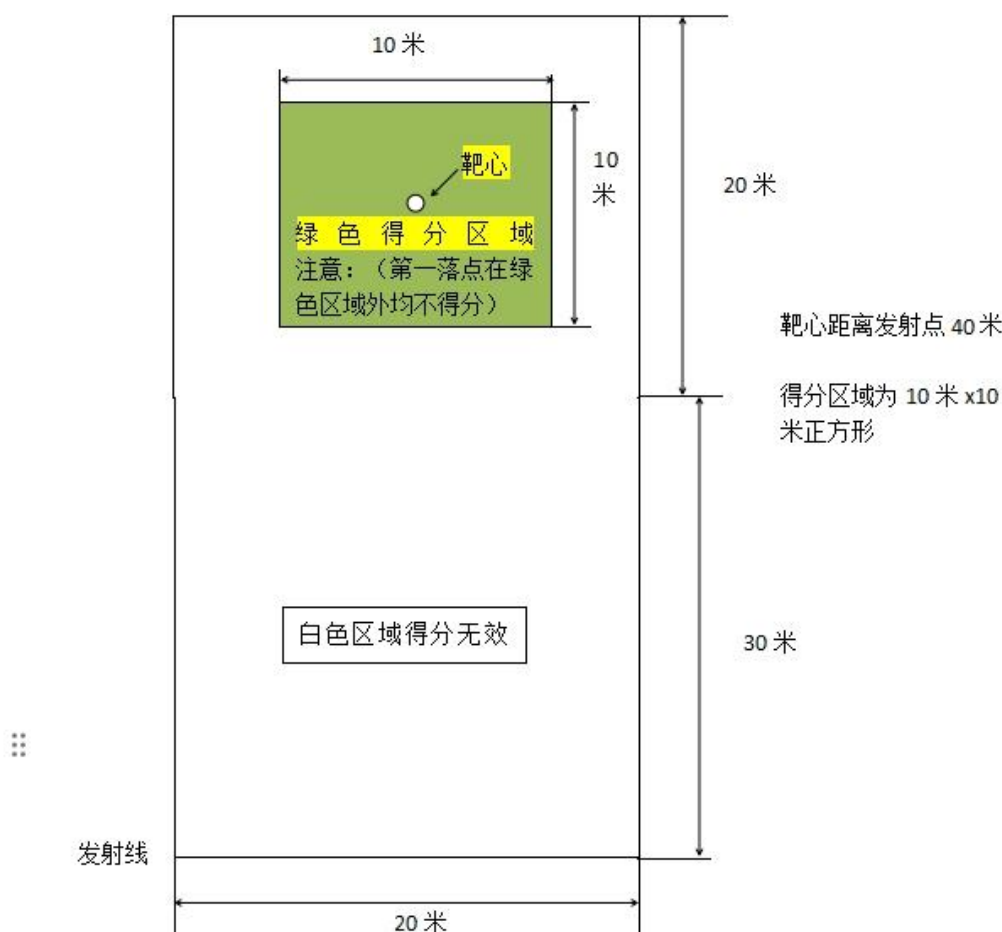 10 米
靶心
10
米
20 米
绿色得分区域
注意：（第一落点在绿
色区域外均不得分）
靶心距离发射点 40 米
得分区域为 10 米 x10
米正方形
白色区域得分无效
30 米
发射线
20 米